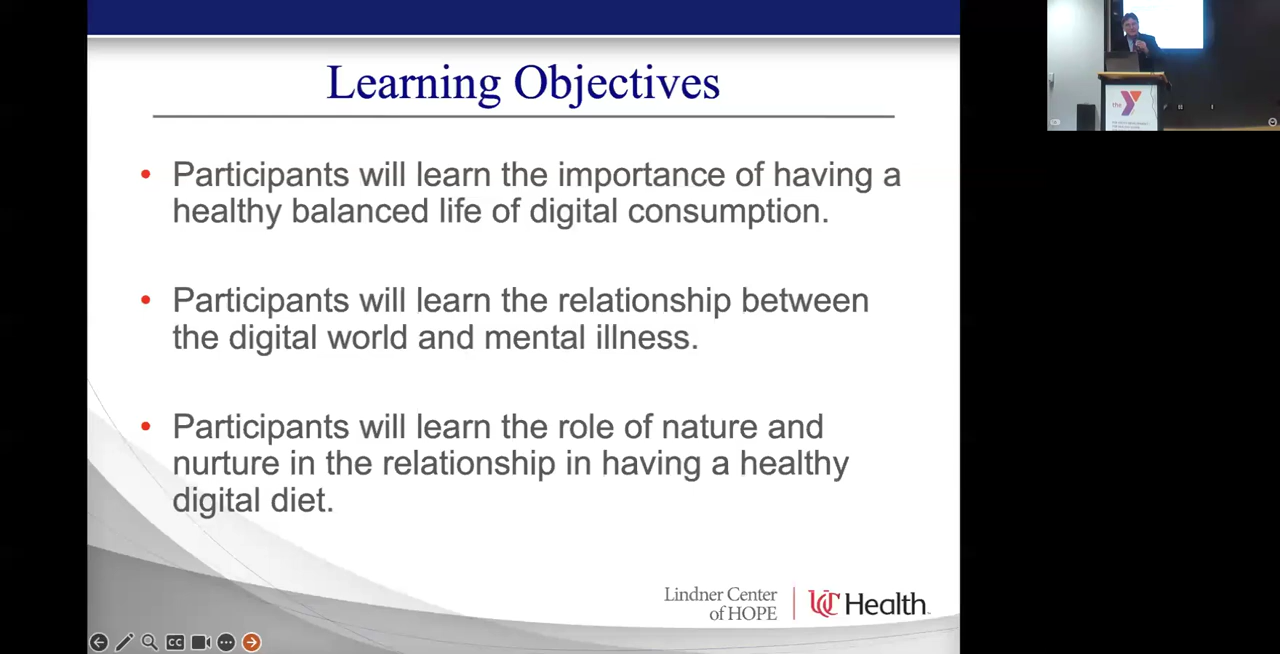 Learning Objectives
• Participants will learn the importance of having a
healthy balanced life of digital consumption.
• Participants will learn the relationship between
the digital world and mental illness.
• Participants will learn the role of nature and
nurture in the relationship in having a healthy
digital diet.
Lindner Center
of HOPE
UC Health
CC
the Y